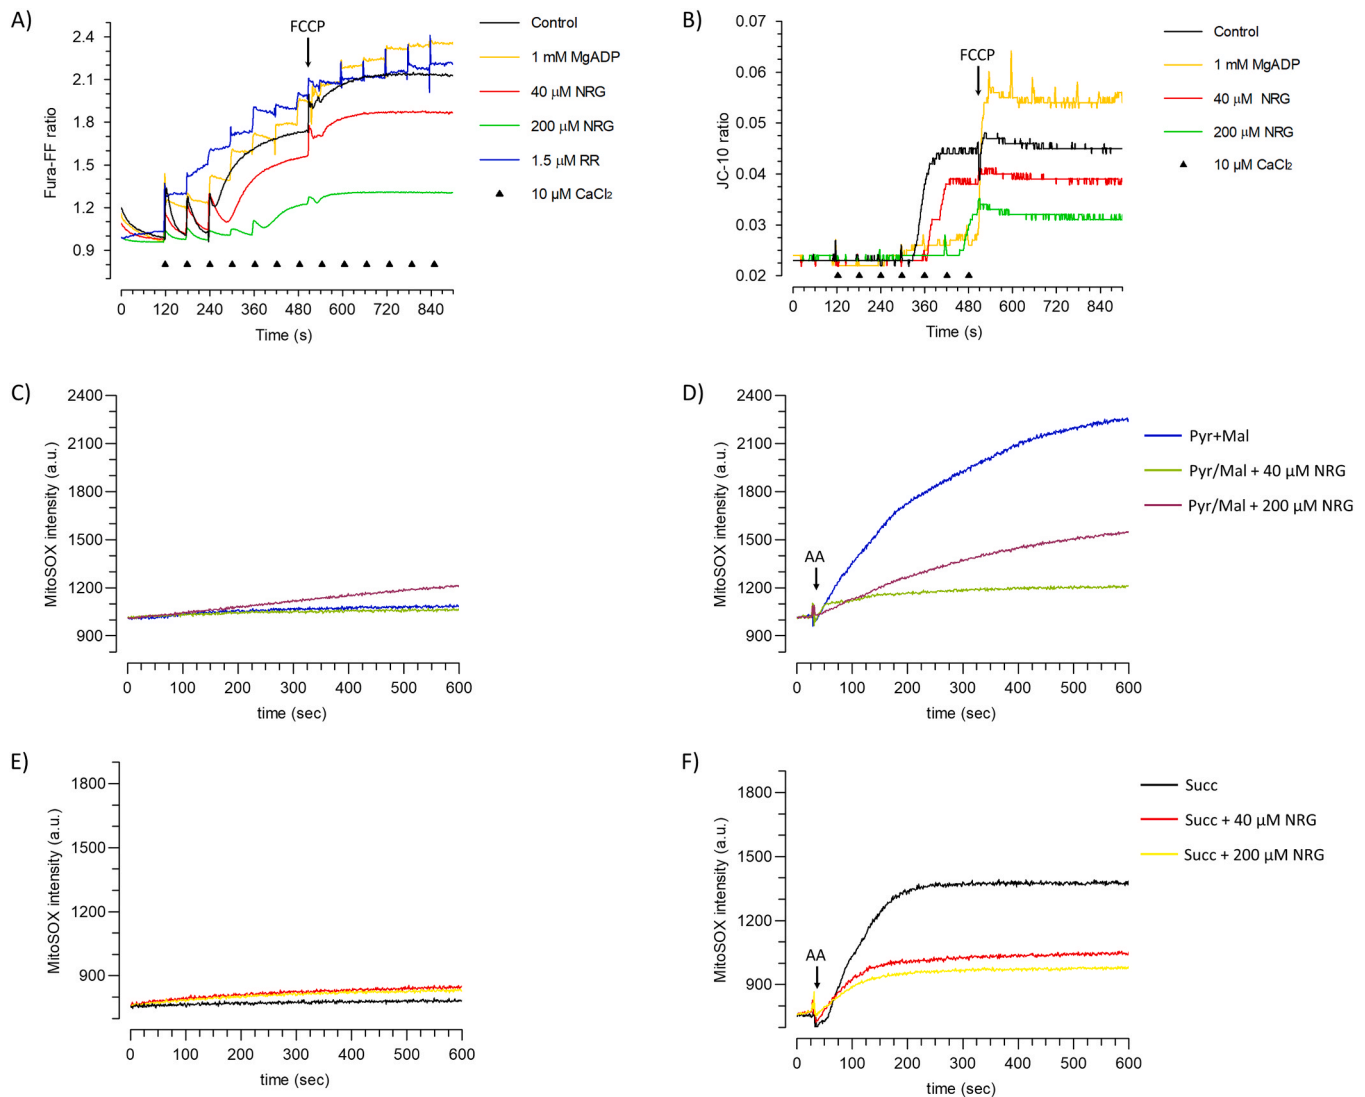 A)
FCCP
Fura-FF ratio
2.4
2.1
1.8
1.5
1.2
0.9
0 120 240 360 480 600 720 840
Time (s)
Control
1 mM MgADP
40 µM NRG
200 µM NRG
1.5 µM RR
10 µM CaCl2
B)
FCCP
JC-10 ratio
0.07
0.06
0.05
0.04
0.03
0.02
0 120 240 360 480 600 720 840
Time (s)
Control
1 mM MgADP
40 µM NRG
200 µM NRG
10 µM CaCl2
C)
MitoSOX intensity (a.u.)
2400
2100
1800
1500
1200
900
0 100 200 300 400 500 600
time (sec)
D)
AA
MitoSOX intensity (a.u.)
2400
2100
1800
1500
1200
900
0 100 200 300 400 500 600
time (sec)
Pyr+Mal
Pyr/Mal + 40 µM NRG
Pyr/Mal + 200 µM NRG
E)
MitoSOX intensity (a.u.)
1800
1500
1200
900
0 100 200 300 400 500 600
time (sec)
F)
AA
MitoSOX intensity (a.u.)
1800
1500
1200
900
0 100 200 300 400 500 600
time (sec)
Succ
Succ + 40 µM NRG
Succ + 200 µM NRG